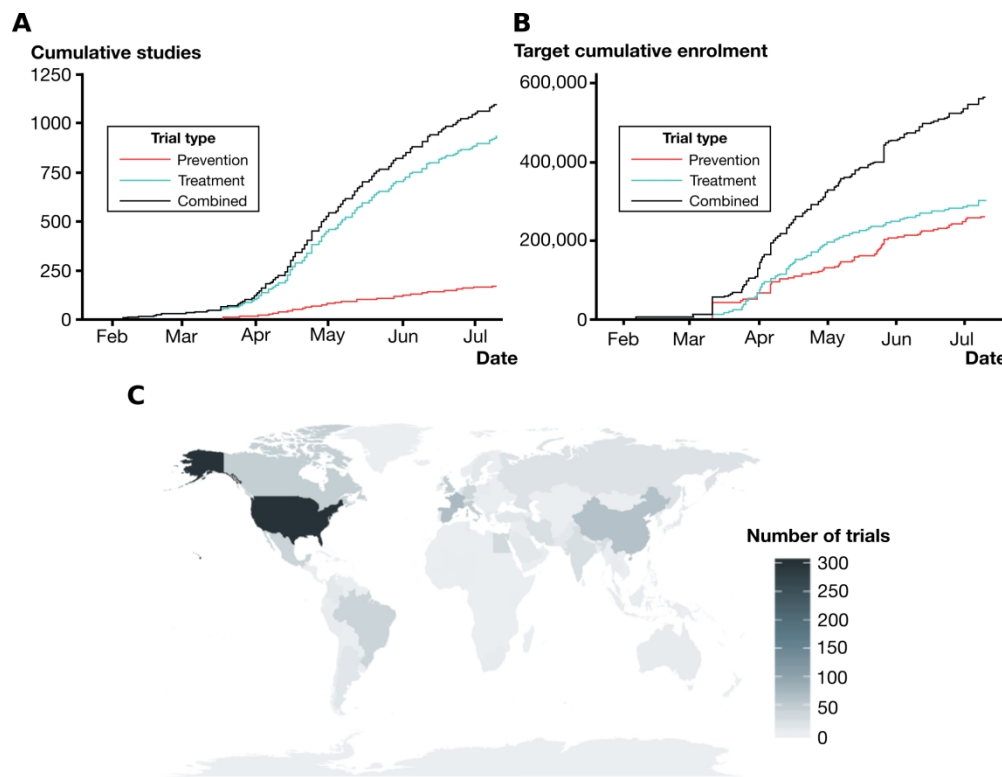 A
Cumulative studies
1250
1000
750
500
250
0
Trial type
Prevention
Treatment
Combined
Feb Mar Apr May Jun Jul
Date
B
Target cumulative enrolment
600,000
400,000
200,000
0
Trial type
Prevention
Treatment
Combined
Feb Mar Apr May Jun Jul
Date
C
Number of trials
300
250
200
150
100
50
0